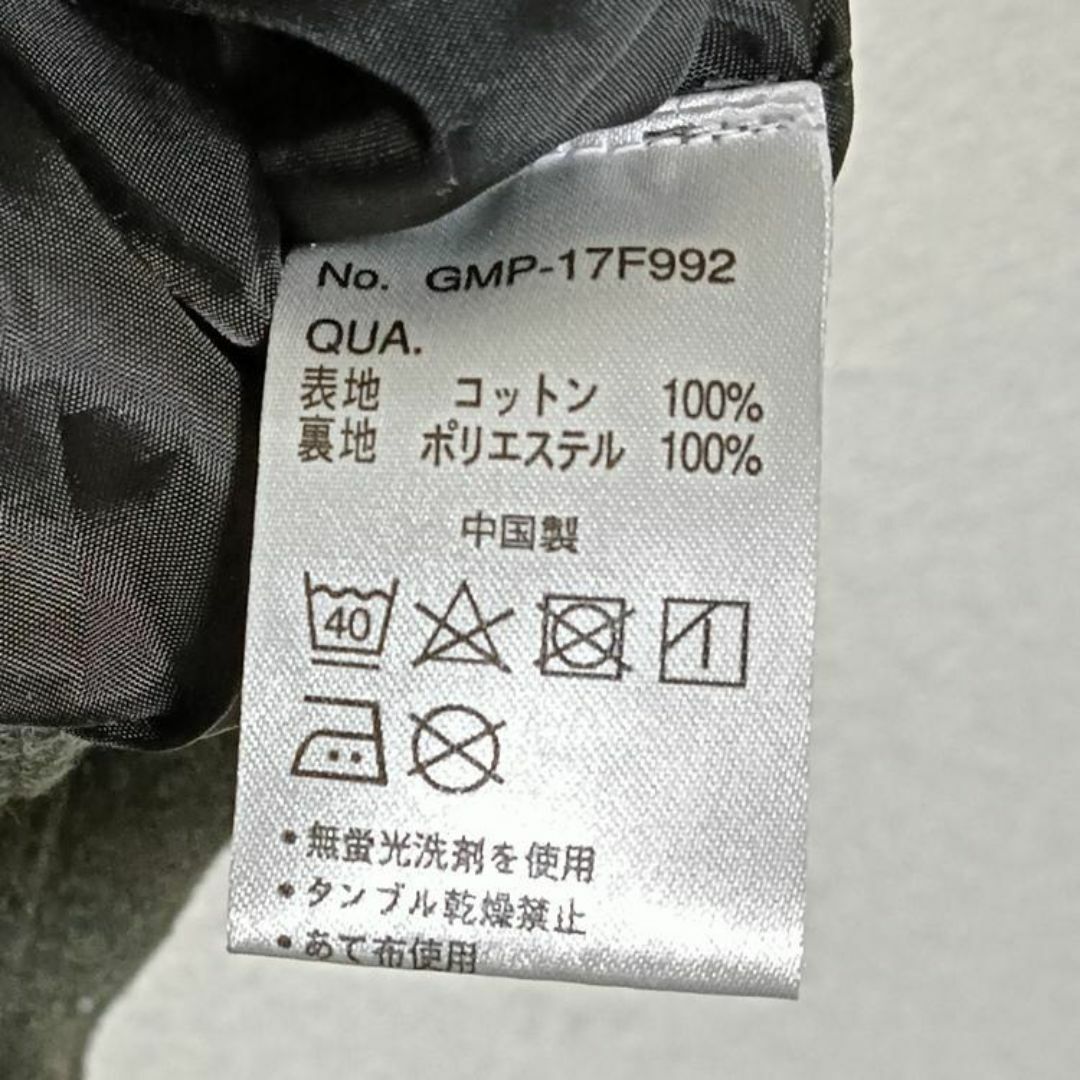 No. GMP-17F992
QUA.
表地 コットン 100%
裏地 ポリエステル 100%
中国製
40
・無蛍光洗剤を使用
・タンブル乾燥禁止
・あて布使用